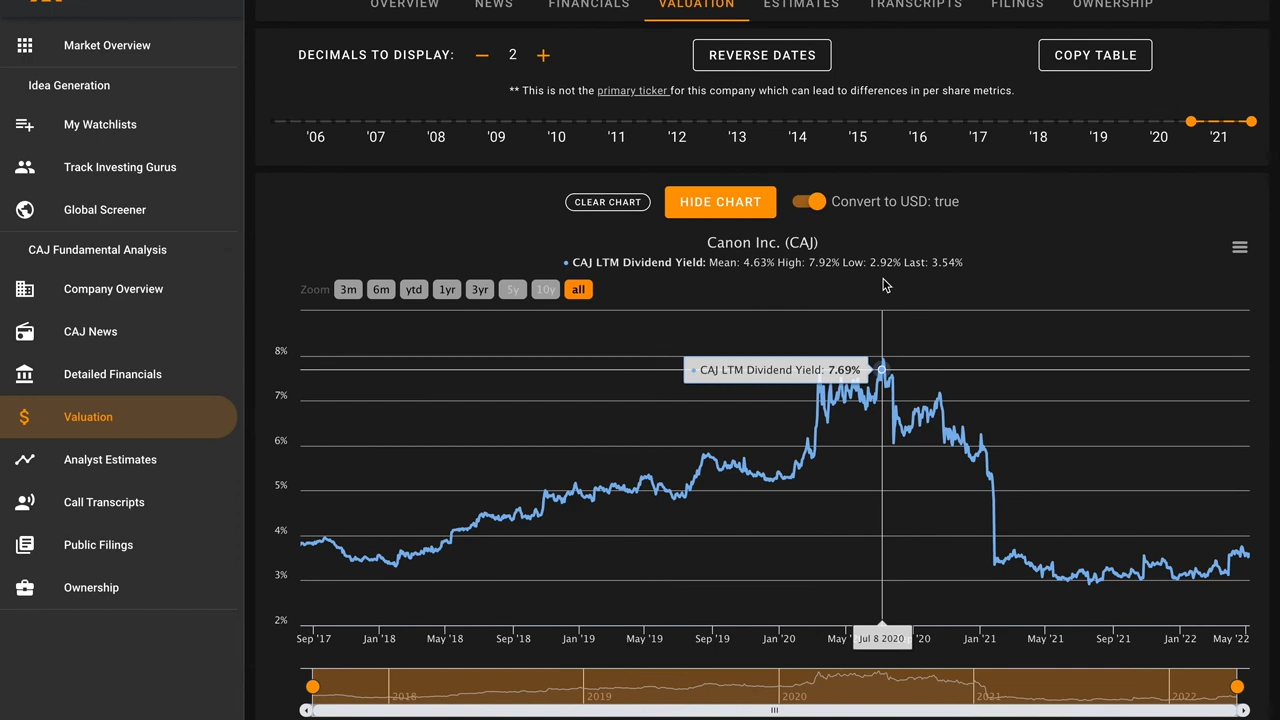 OVERVIEW NEWS FINANCIALS VALUATION ESTIMATES TRANSCRIPTS FILINGS OWNERSHIP
Market Overview
Idea Generation
My Watchlists
Track Investing Gurus
Global Screener
CAJ Fundamental Analysis
Company Overview
CAJ News
Detailed Financials
Valuation
Analyst Estimates
Call Transcripts
Public Filings
Ownership
DECIMALS TO DISPLAY: 2 REVERSE DATES COPY TABLE
** This is not the primary ticker for this company which can lead to differences in per share metrics.
'06 '07 '08 '09 '10 '11 '12 '13 '14 '15 '16 '17 '18 '19 '20 '21
CLEAR CHART HIDE CHART Convert to USD: true
Canon Inc. (CAJ)
CAJ LTM Dividend Yield: Mean: 4.63% High: 7.92% Low: 2.92% Last: 3.54%
Zoom 3m 6m ytd 1yr 3yr 5y 10y all
8%
CAJ LTM Dividend Yield: 7.69%
7%
6%
5%
4%
3%
2%
Sep '17 Jan '18 May '18 Sep '18 Jan '19 May '19 Sep '19 Jan '20 May Jul 8 2020 '20 Jan '21 May '21 Sep '21 Jan '22 May '22
2018 2019 2020 2021 2022